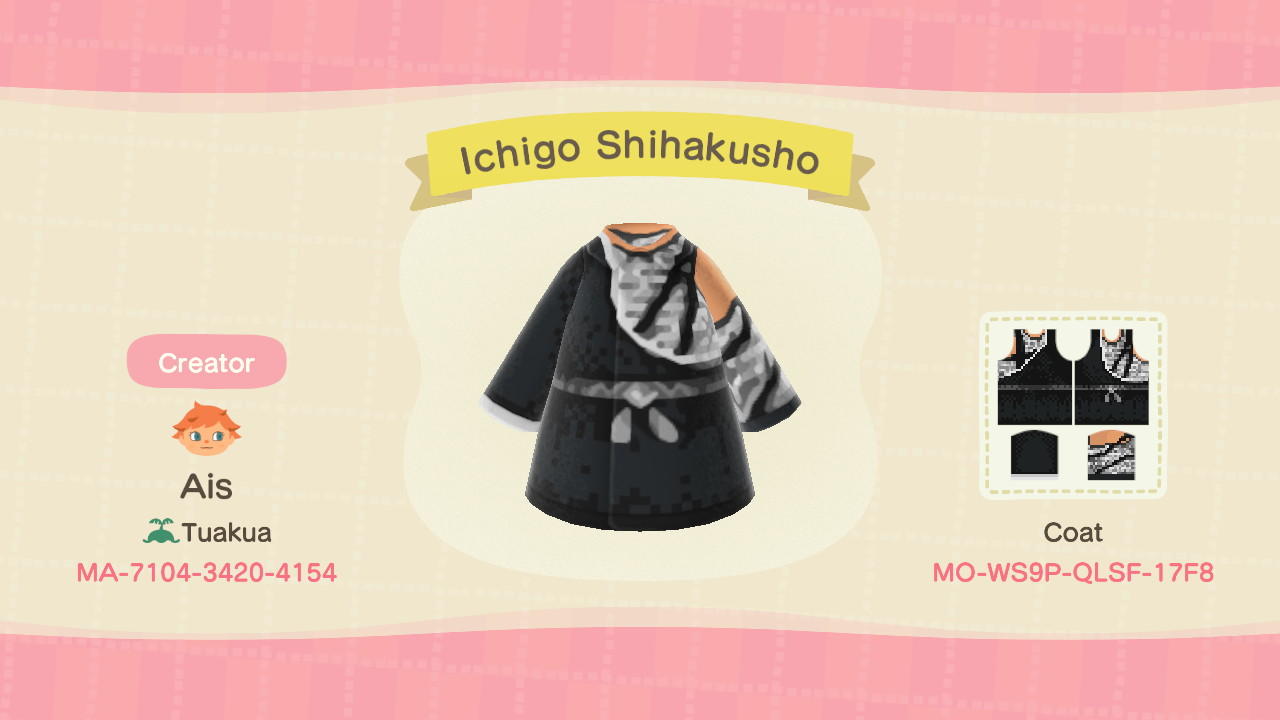 Ichigo Shihakusho
Creator
Ais
Tuakua
MA-7104-3420-4154
Coat
MO-WS9P-QLSF-17F8